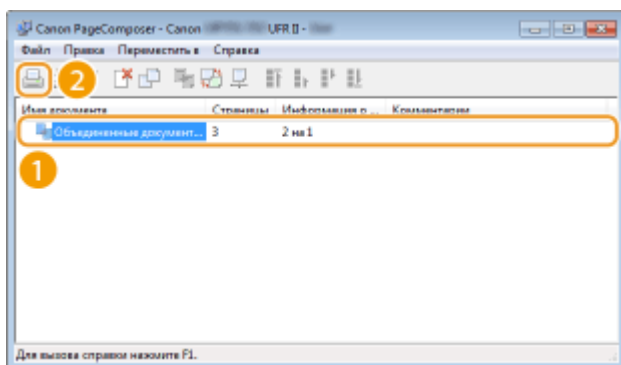 Canon PageComposer - Canon UFR II -
Файл Правка Переместить в Справка
2
Имя документа Страницы Информация о ... Комментарии
Объединенные документ... 3 2 на 1
1
Для вызова справки нажмите F1.